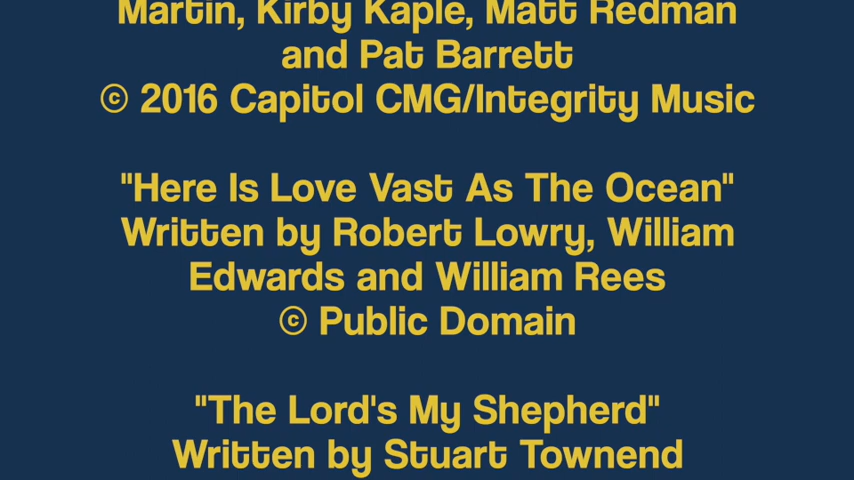 Martin, Kirby Kaple, Matt Redman
and Pat Barrett
© 2016 Capitol CMG/Integrity Music
"Here Is Love Vast As The Ocean"
Written by Robert Lowry, William
Edwards and William Rees
© Public Domain
"The Lord's My Shepherd"
Written by Stuart Townend